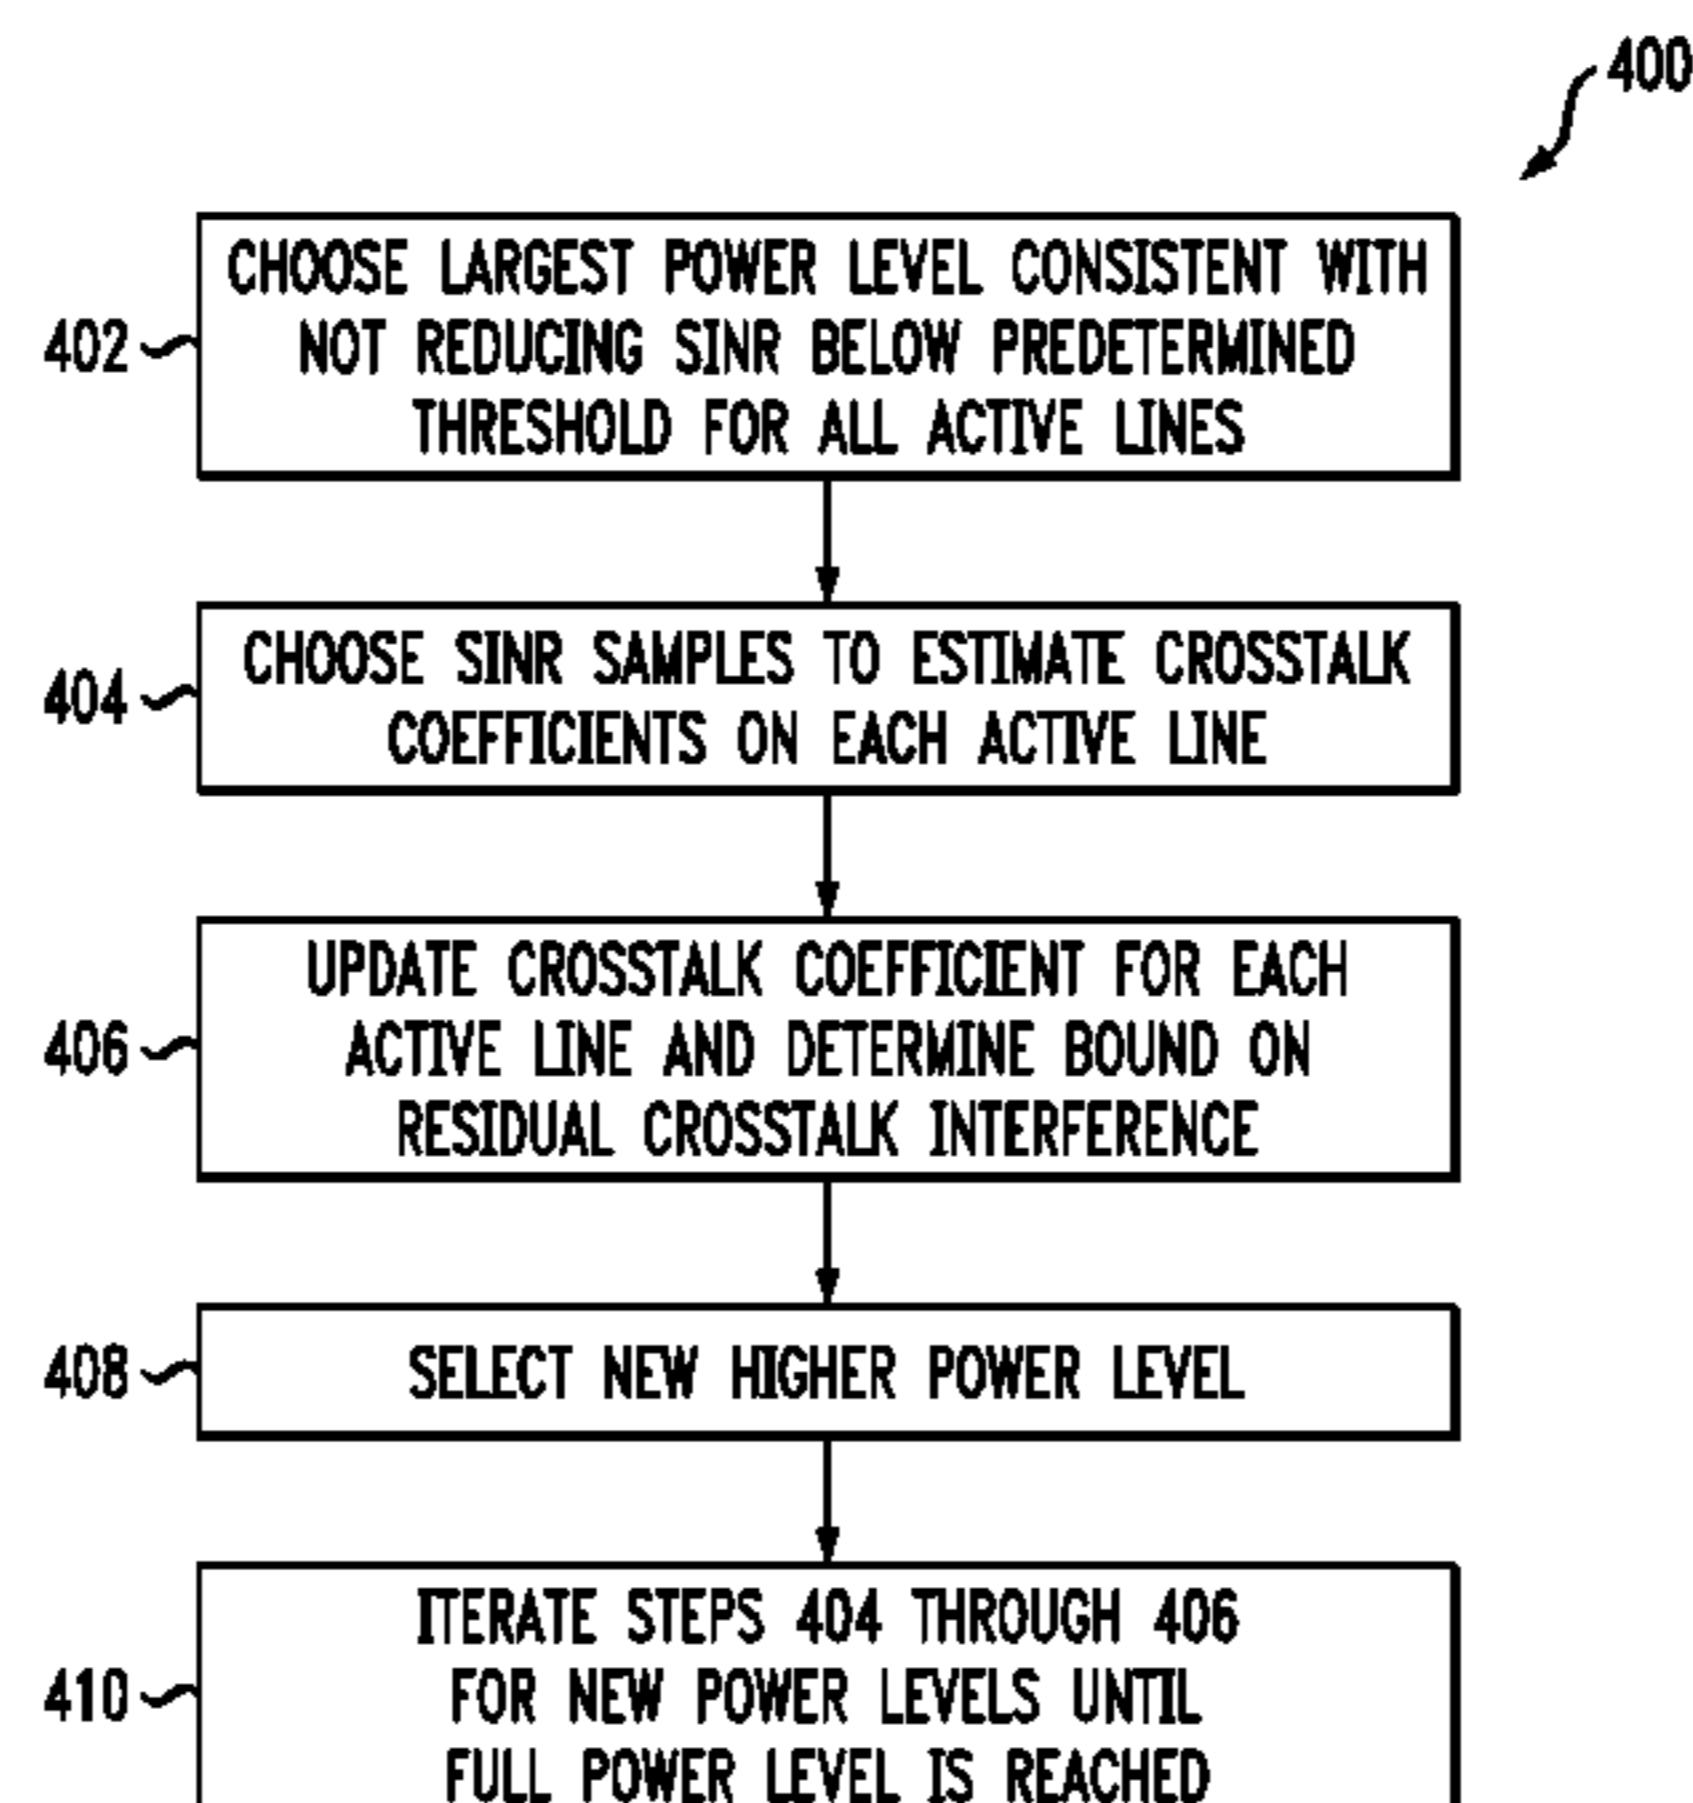 400
402
CHOOSE LARGEST POWER LEVEL CONSISTENT WITH
NOT REDUCING SINR BELOW PREDETERMINED
THRESHOLD FOR ALL ACTIVE LINES
404
CHOOSE SINR SAMPLES TO ESTIMATE CROSSTALK
COEFFICIENTS ON EACH ACTIVE LINE
406
UPDATE CROSSTALK COEFFICIENT FOR EACH
ACTIVE LINE AND DETERMINE BOUND ON
RESIDUAL CROSSTALK INTERFERENCE
408
SELECT NEW HIGHER POWER LEVEL
410
ITERATE STEPS 404 THROUGH 406
FOR NEW POWER LEVELS UNTIL
FULL POWER LEVEL IS REACHED